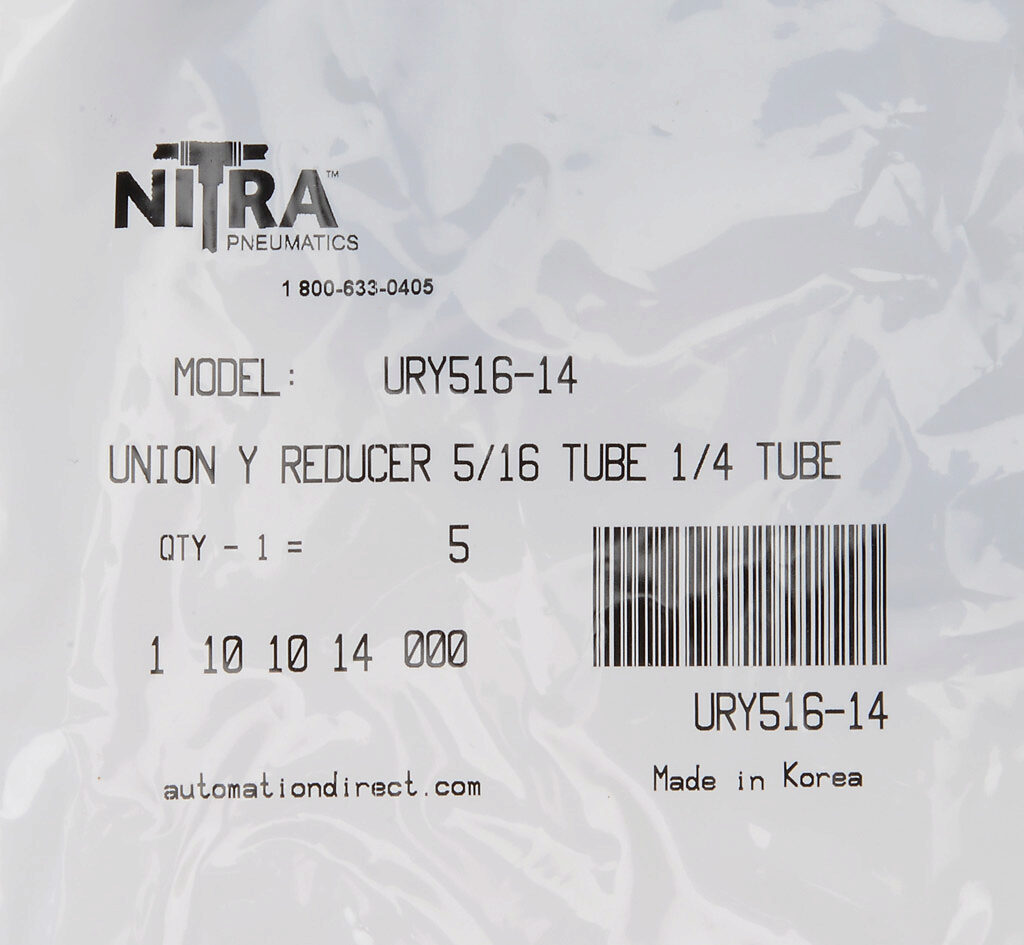 NITRA™
PNEUMATICS
1 800-633-0405
MODEL: URY516-14
UNION Y REDUCER 5/16 TUBE 1/4 TUBE
QTY - 1 = 5
1 10 10 14 000
URY516-14
automationdirect.com
Made in Korea